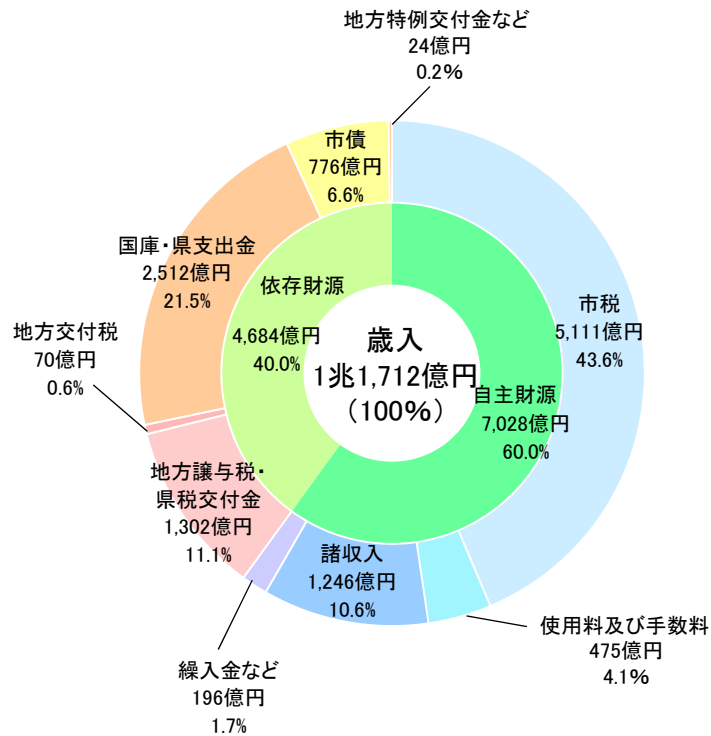 地方特例交付金など
24億円
0.2%
市債
776億円
6.6%
国庫・県支出金
2,512億円
21.5%
依存財源
4,684億円
40.0%
歳入
1兆1,712億円
(100%)
市税
5,111億円
43.6%
自主財源
7,028億円
60.0%
地方交付税
70億円
0.6%
地方譲与税・
県税交付金
1,302億円
11.1%
諸収入
1,246億円
10.6%
使用料及び手数料
475億円
4.1%
繰入金など
196億円
1.7%